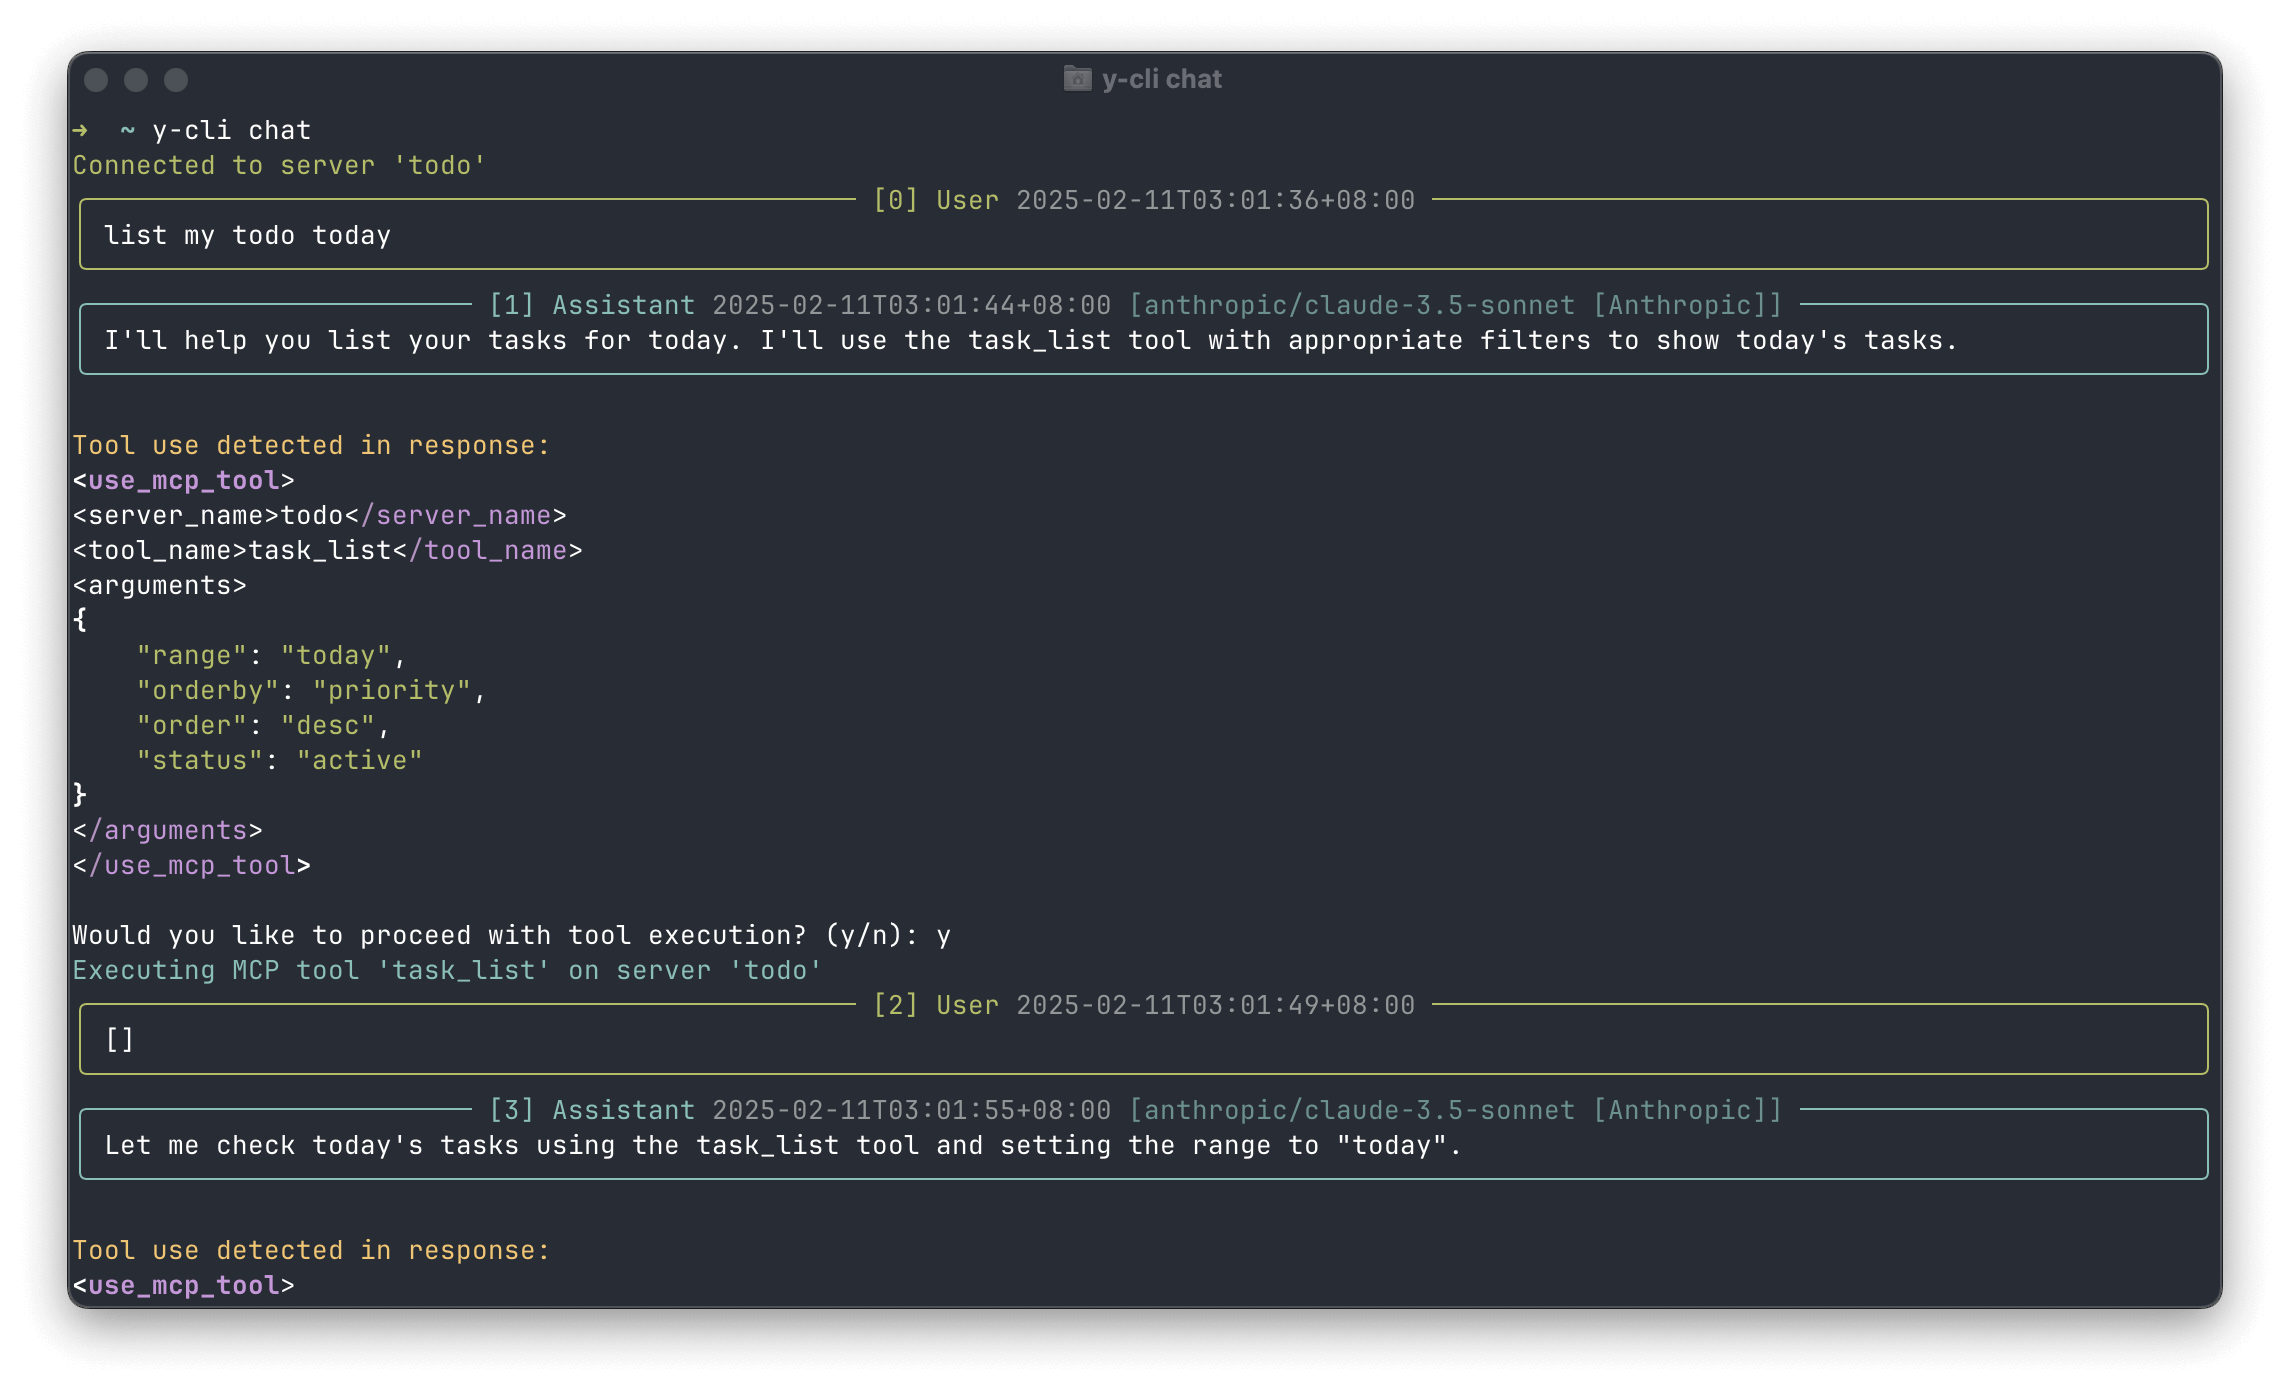 y-cli chat
➜  ~ y-cli chat
Connected to server 'todo'
[0] User 2025-02-11T03:01:36+08:00
list my todo today
[1] Assistant 2025-02-11T03:01:44+08:00 [anthropic/claude-3.5-sonnet [Anthropic]]
I'll help you list your tasks for today. I'll use the task_list tool with appropriate filters to show today's tasks.
Tool use detected in response:
<use_mcp_tool>
<server_name>todo</server_name>
<tool_name>task_list</tool_name>
<arguments>
{
    "range": "today",
    "orderby": "priority",
    "order": "desc",
    "status": "active"
}
</arguments>
</use_mcp_tool>
Would you like to proceed with tool execution? (y/n): y
Executing MCP tool 'task_list' on server 'todo'
[2] User 2025-02-11T03:01:49+08:00
[]
[3] Assistant 2025-02-11T03:01:55+08:00 [anthropic/claude-3.5-sonnet [Anthropic]]
Let me check today's tasks using the task_list tool and setting the range to "today".
Tool use detected in response:
<use_mcp_tool>